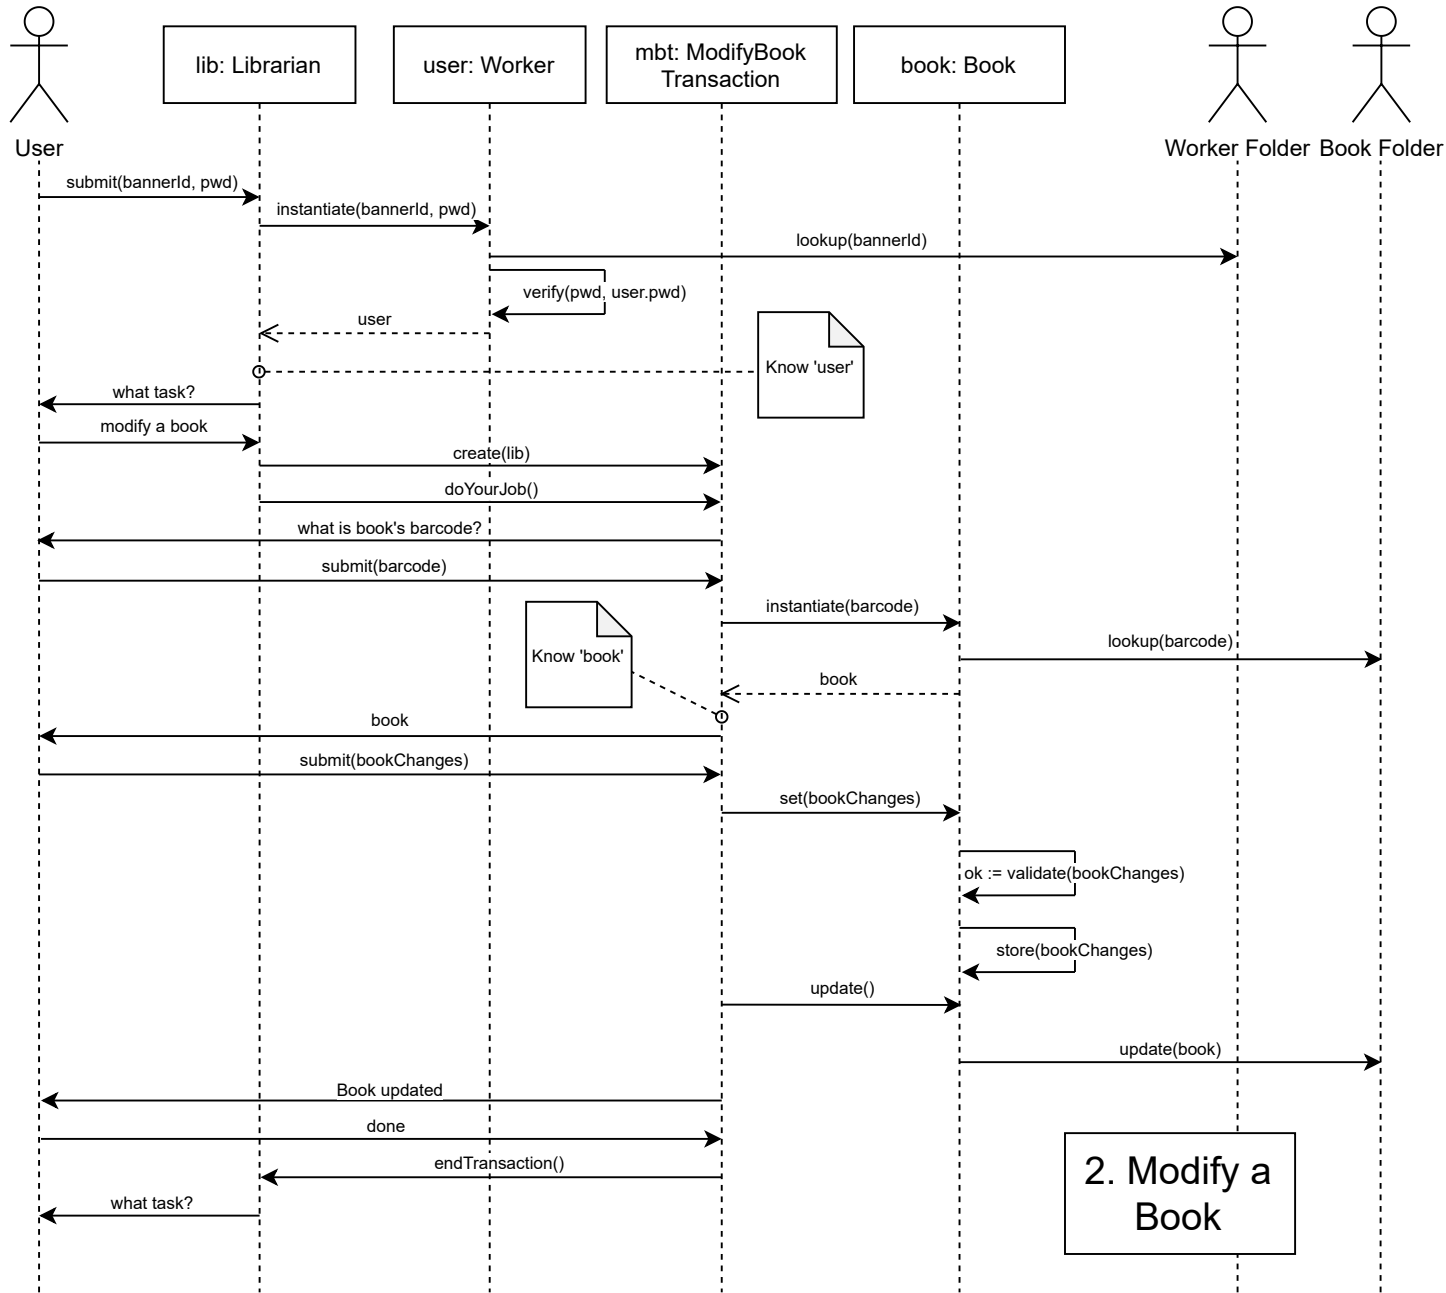 lib: Librarian
user: Worker
mbt: ModifyBook
Transaction
book: Book
User
Worker Folder
Book Folder
submit(bannerId, pwd)
instantiate(bannerId, pwd)
lookup(bannerId)
verify(pwd, user.pwd)
user
Know 'user'
what task?
modify a book
create(lib)
doYourJob()
what is book's barcode?
submit(barcode)
instantiate(barcode)
lookup(barcode)
Know 'book'
book
book
submit(bookChanges)
set(bookChanges)
ok := validate(bookChanges)
store(bookChanges)
update()
update(book)
Book updated
done
endTransaction()
what task?
2. Modify a
Book